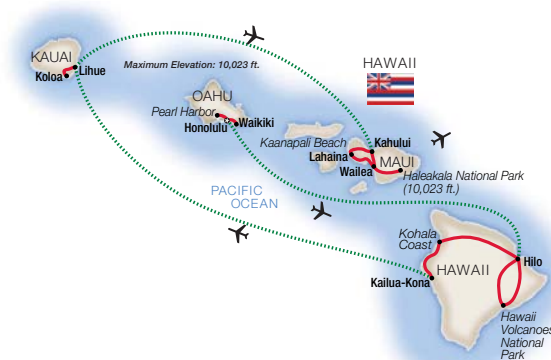 KAUAI
Koloa
Lihue
Maximum Elevation: 10,023 ft.
HAWAII
OAHU
Pearl Harbor
Honolulu
Waikiki
Kaanapali Beach
Kahului
Lahaina
MAUI
Wailea
Haleakala National Park
(10,023 ft.)
PACIFIC
OCEAN
Kohala
Coast
HAWAII
Hilo
Kailua-Kona
Hawaii
Volcanoes
National
Park